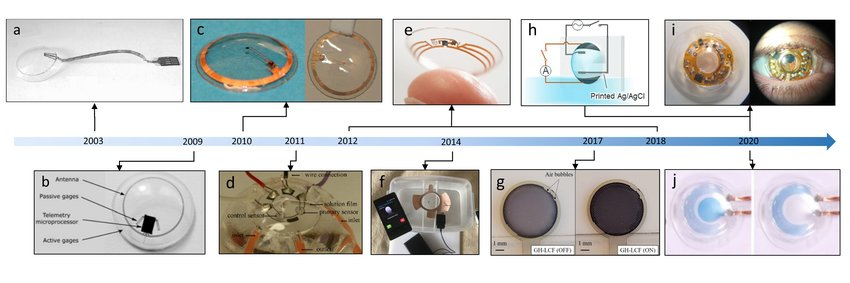 a
c
e
h
i
A
Printed Ag/AgCl
2003
2009
2010
2011
2012
2014
2017
2018
2020
b
Antenna
Passive gages
Telemetry
microprocessor
Active gages
d
wire connection
solution film
control sensor
primary sensor
inlet
outlet
f
g
Air bubbles
1 mm
GH-LCF (OFF)
1 mm
GH-LCF (ON)
j